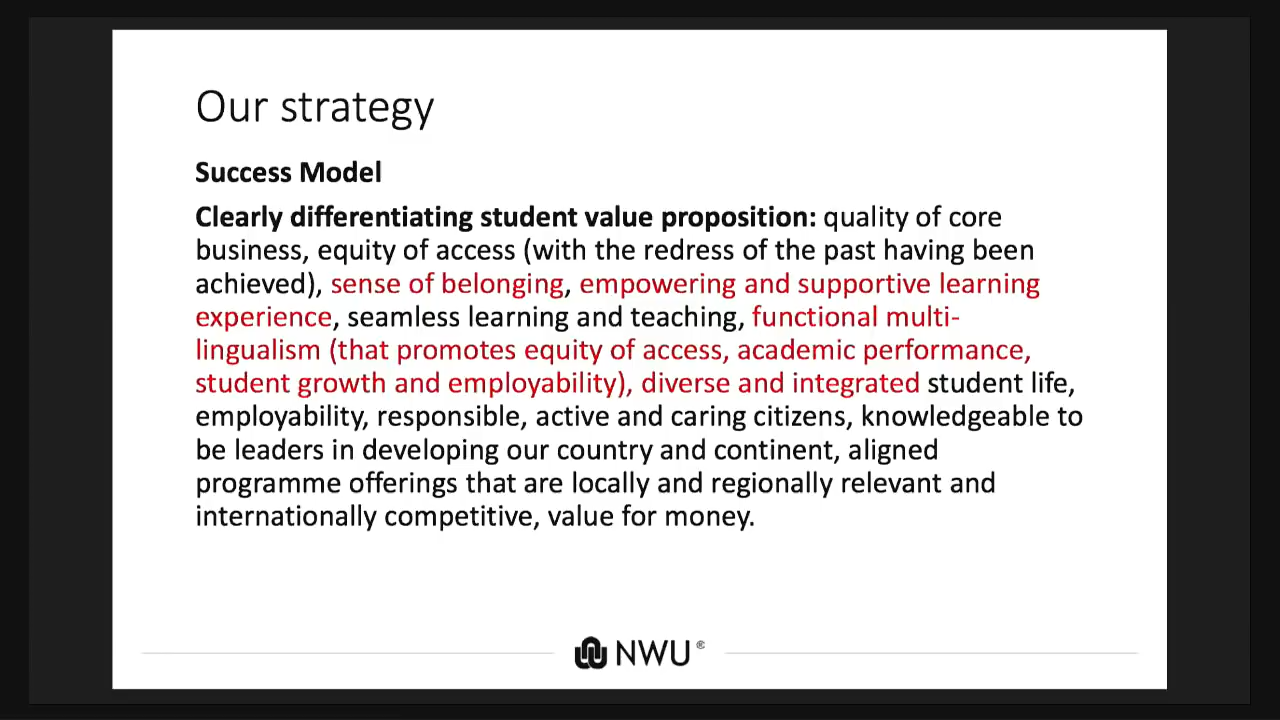 Our strategy
Success Model
Clearly differentiating student value proposition: quality of core
business, equity of access (with the redress of the past having been
achieved), sense of belonging, empowering and supportive learning
experience, seamless learning and teaching, functional multi-
lingualism (that promotes equity of access, academic performance,
student growth and employability), diverse and integrated student life,
employability, responsible, active and caring citizens, knowledgeable to
be leaders in developing our country and continent, aligned
programme offerings that are locally and regionally relevant and
internationally competitive, value for money.
NWU